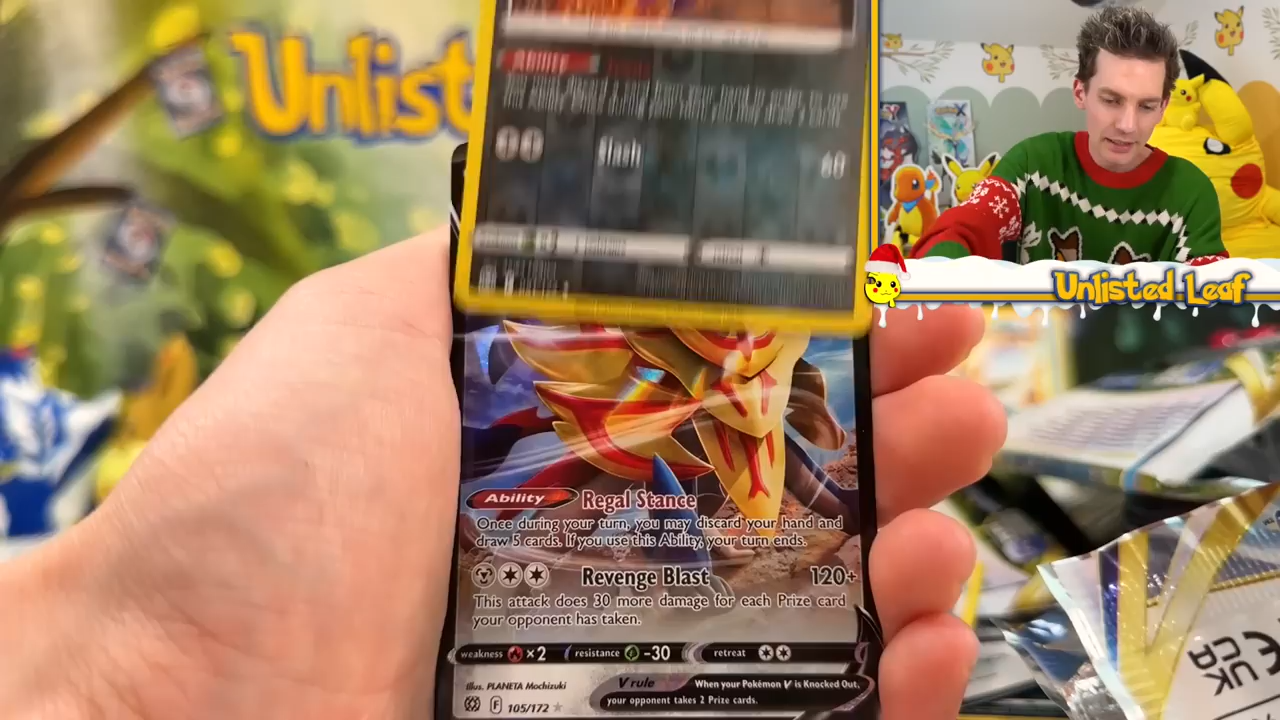 Unlist
Ability
Slash
60
Unlisted Leaf
Ability Regal Stance
Once during your turn, you may discard your hand and
draw 5 cards. If you use this Ability, your turn ends.
Revenge Blast 120+
This attack does 30 more damage for each Prize card
your opponent has taken.
weakness ×2 resistance -30 retreat
Illus. PLANETA Mochizuki
V rule When your Pokémon V is Knocked Out,
your opponent takes 2 Prize cards.
F 105/172
UK
CA
CE